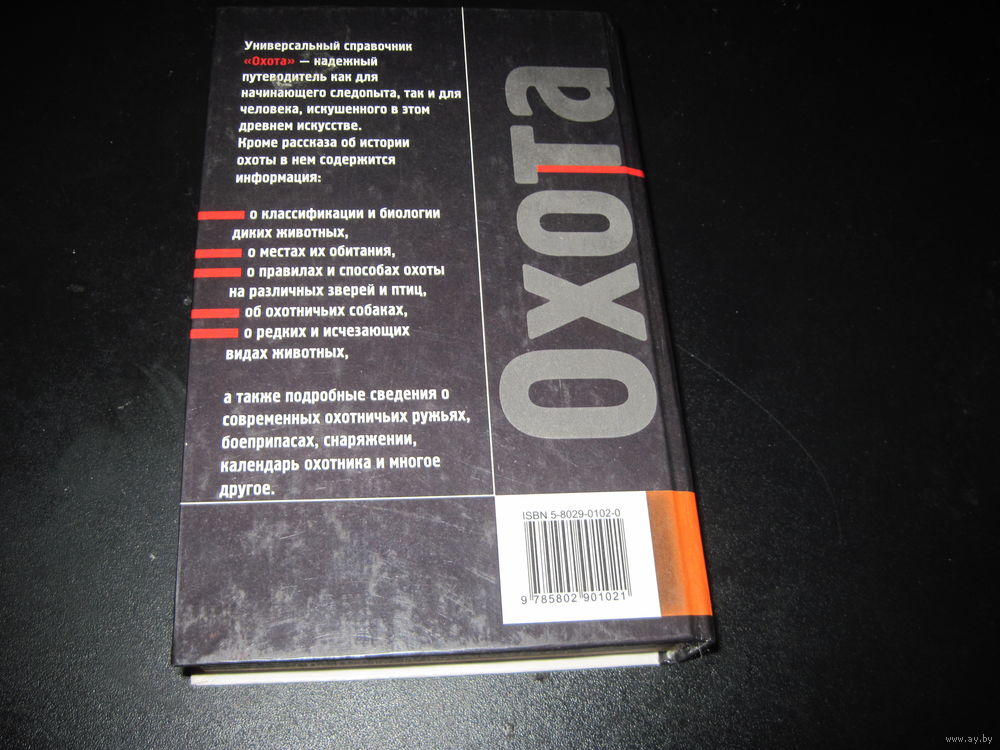 Универсальный справочник
«Охота» — надежный
путеводитель как для
начинающего следопыта, так и для
человека, искушенного в этом
древнем искусстве.
Кроме рассказа об истории
охоты в нем содержится
информация:
о классификации и биологии
диких животных,
о местах их обитания,
о правилах и способах охоты
на различных зверей и птиц,
об охотничьих собаках,
о редких и исчезающих
видах животных,
а также подробные сведения о
современных охотничьих ружьях,
боеприпасах, снаряжении,
календарь охотника и многое
другое.
Охота
ISBN 5-8029-0102-0
9 785802 901021
www.ay.by